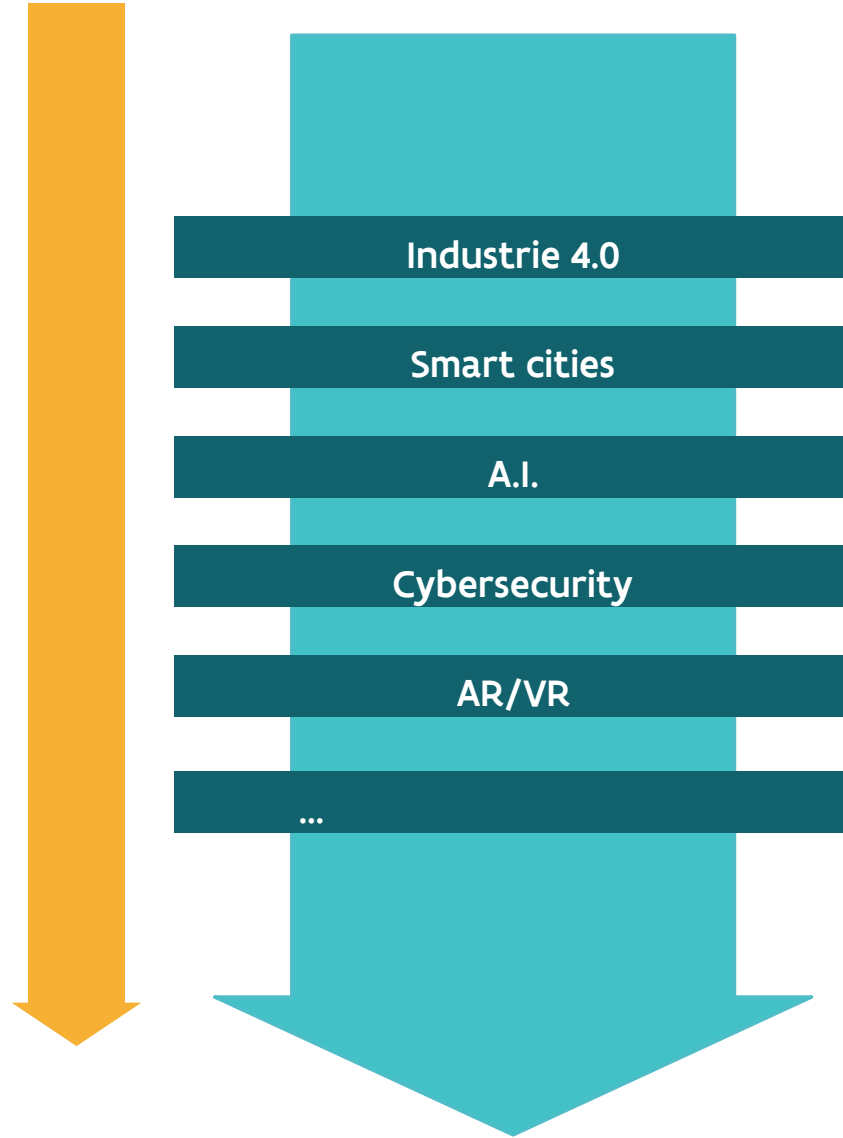 Industrie 4.0
Smart cities
A.I.
Cybersecurity
AR/VR
...